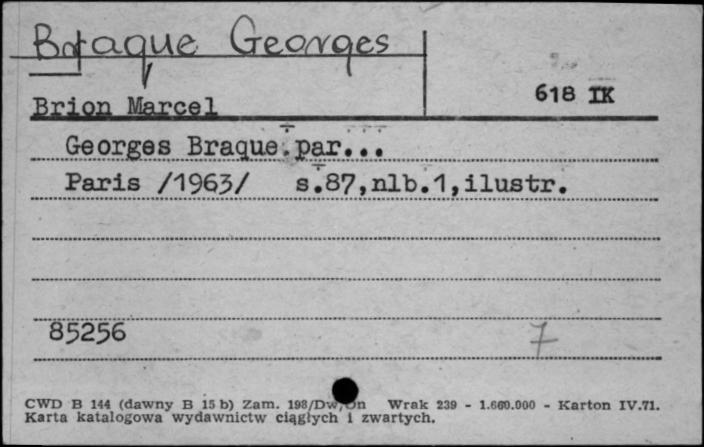 Braque Georges
618 IK
Brion Marcel
Georges Braque.par...
Paris /1963/ s.87,nlb.1,ilustr.
85256
7
CWD B 144 (dawny B 15 b) Zam. 198/Dw/On Wrak 239 - 1.660.000 - Karton IV.71.
Karta katalogowa wydawnictw ciągłych i zwartych.